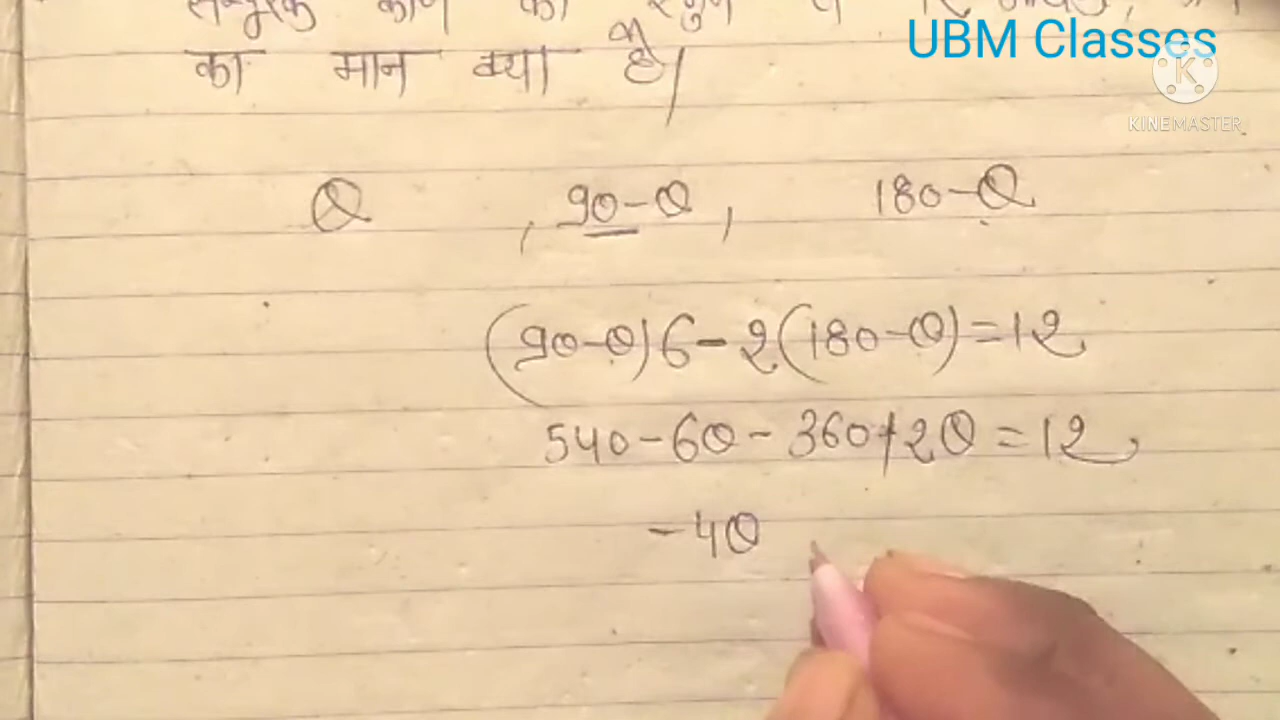 UBM Classes
का मान क्या है।
KINEMASTER
θ , 90-θ, 180-θ
(90-θ)6-2(180-θ)=12
540-6θ-360+2θ=12
-4θ